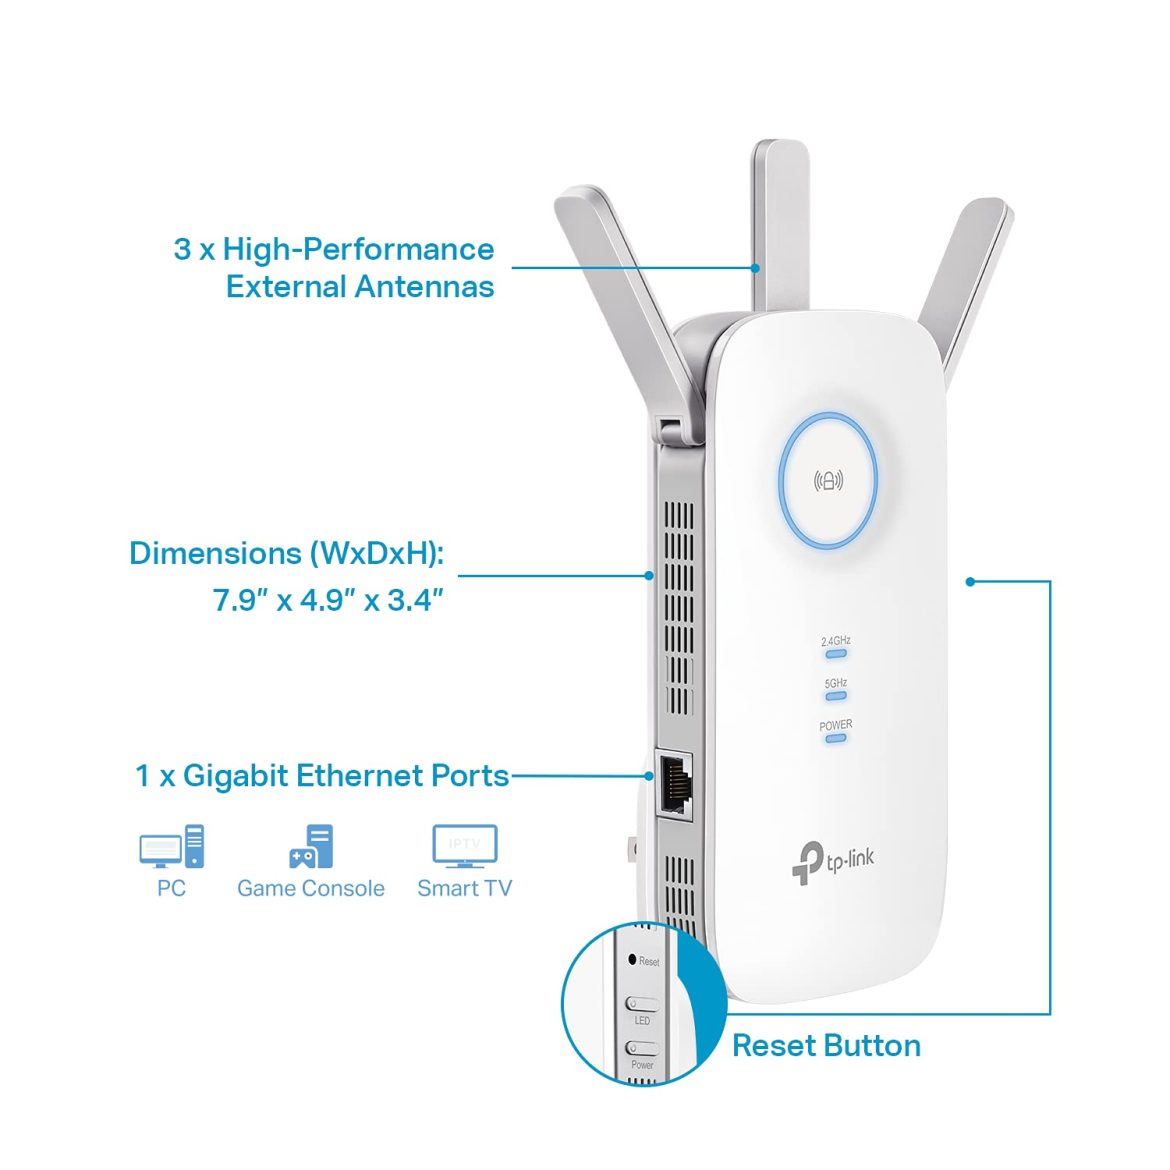 3 x High-Performance
External Antennas
Dimensions (WxDxH):
7.9” x 4.9” x 3.4”
2.4GHz
5GHz
POWER
1 x Gigabit Ethernet Ports
IPTV
PC
Game Console
Smart TV
tp-link
Reset
LED
Power
Reset Button